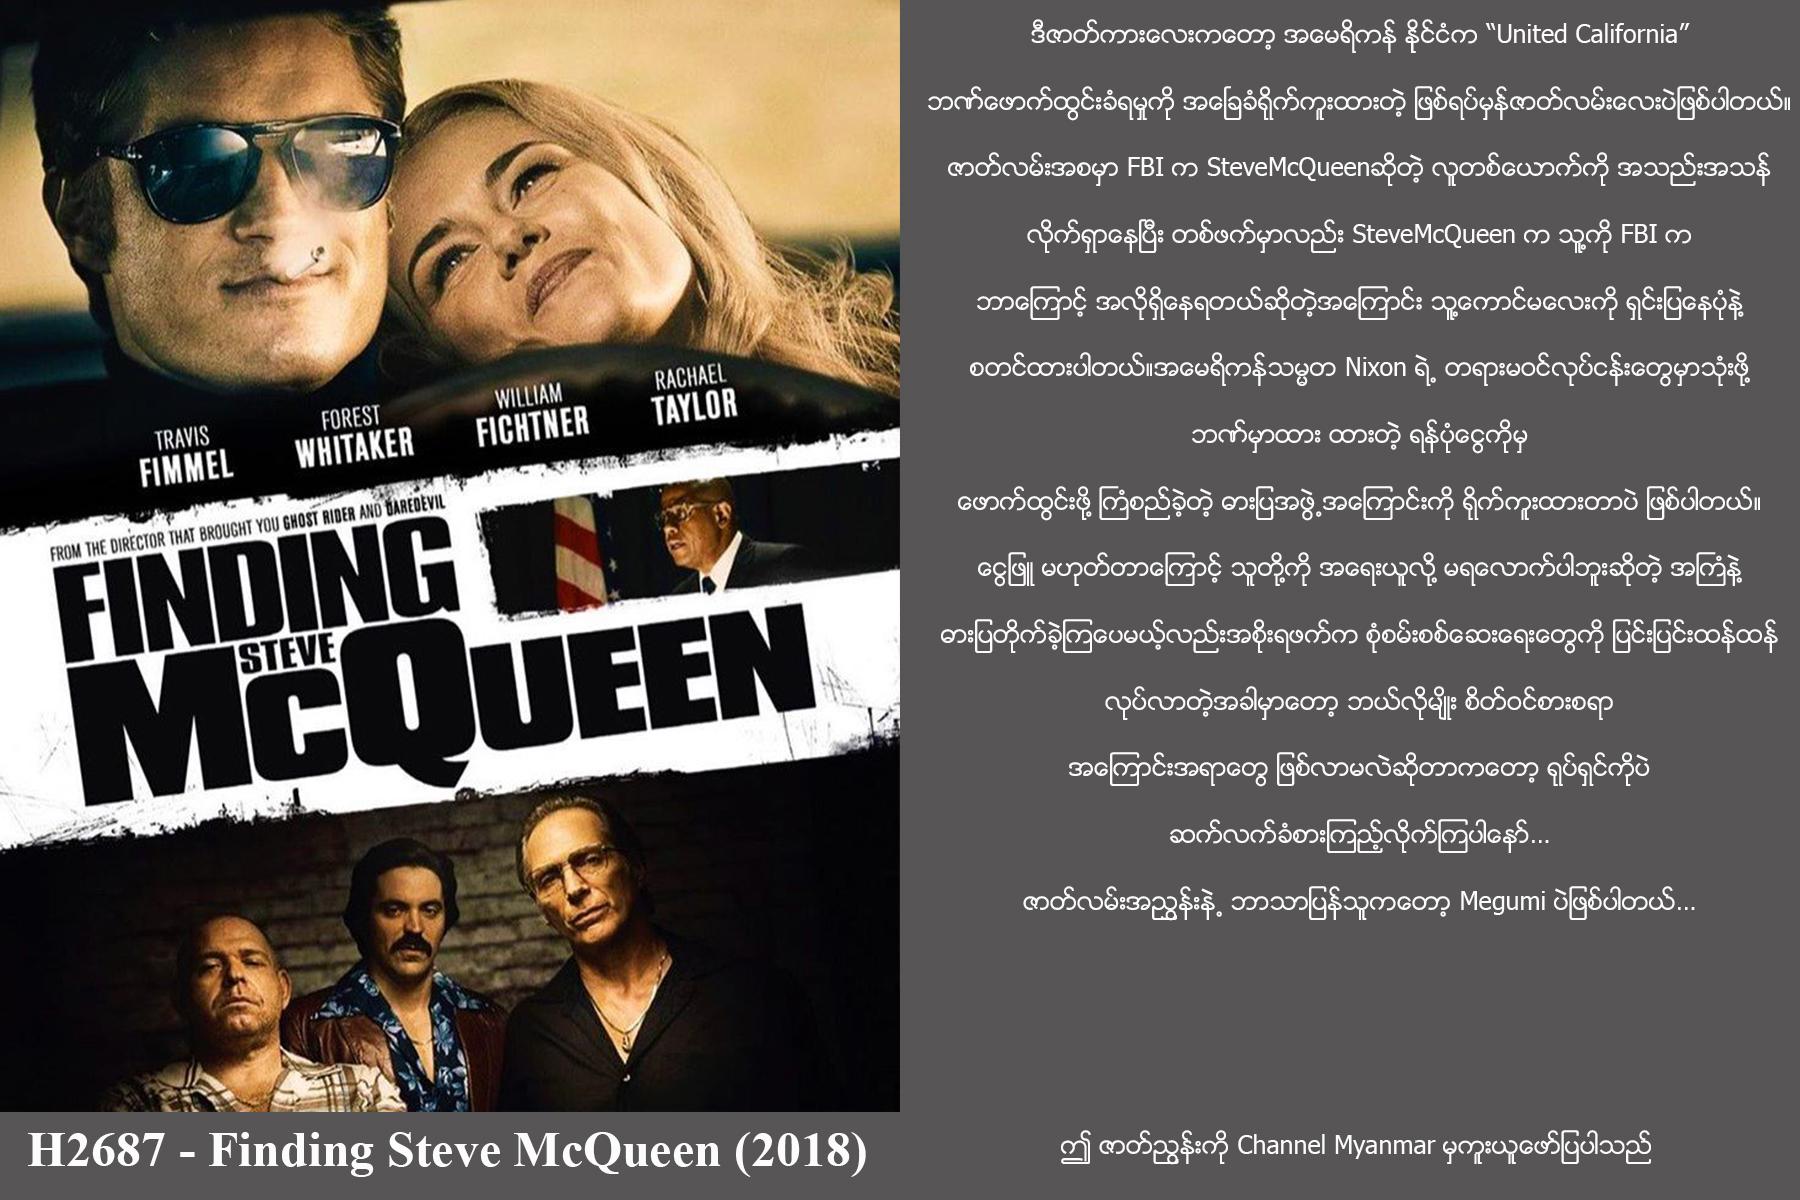 TRAVIS FIMMEL
FOREST WHITAKER
WILLIAM FICHTNER
RACHAEL TAYLOR
FROM THE DIRECTOR THAT BROUGHT YOU GHOST RIDER AND DAREDEVIL
FINDING
STEVE
MCQUEEN
H2687 - Finding Steve McQueen (2018)
ဒီဇာတ်ကားလေးကတော့ အမေရိကန် နိုင်ငံက “United California”
ဘဏ်ဖောက်ထွင်းခံရမှုကို အခြေခံရိုက်ကူးထားတဲ့ ဖြစ်ရပ်မှန်ဇာတ်လမ်းလေးပဲဖြစ်ပါတယ်။
ဇာတ်လမ်းအစမှာ FBI က SteveMcQueenဆိုတဲ့ လူတစ်ယောက်ကို အသည်းအသန်
လိုက်ရှာနေပြီး တစ်ဖက်မှာလည်း SteveMcQueen က သူ့ကို FBI က
ဘာကြောင့် အလိုရှိနေရတယ်ဆိုတဲ့အကြောင်း သူ့ကောင်မလေးကို ရှင်းပြနေပုံနဲ့
စတင်ထားပါတယ်။အမေရိကန်သမ္မတ Nixon ရဲ့ တရားမဝင်လုပ်ငန်းတွေမှာသုံးဖို့
ဘဏ်မှာထား ထားတဲ့ ရန်ပုံငွေကိုမှ
ဖောက်ထွင်းဖို့ ကြံစည်ခဲ့တဲ့ ဓားပြအဖွဲ့အကြောင်းကို ရိုက်ကူးထားတာပဲ ဖြစ်ပါတယ်။
ငွေဖြူ မဟုတ်တာကြောင့် သူတို့ကို အရေးယူလို့ မရလောက်ပါဘူးဆိုတဲ့ အကြံနဲ့
ဓားပြတိုက်ခဲ့ကြပေမယ့်လည်းအစိုးရဖက်က စုံစမ်းစစ်ဆေးရေးတွေကို ပြင်းပြင်းထန်ထန်
လုပ်လာတဲ့အခါမှာတော့ ဘယ်လိုမျိုး စိတ်ဝင်စားစရာ
အကြောင်းအရာတွေ ဖြစ်လာမလဲဆိုတာကတော့ ရုပ်ရှင်ကိုပဲ
ဆက်လက်ခံစားကြည့်လိုက်ကြပါနော်...
ဇာတ်လမ်းအညွှန်းနဲ့ ဘာသာပြန်သူကတော့ Megumi ပဲဖြစ်ပါတယ်...
ဤ ဇာတ်ညွှန်းကို Channel Myanmar မှကူးယူဖော်ပြပါသည်